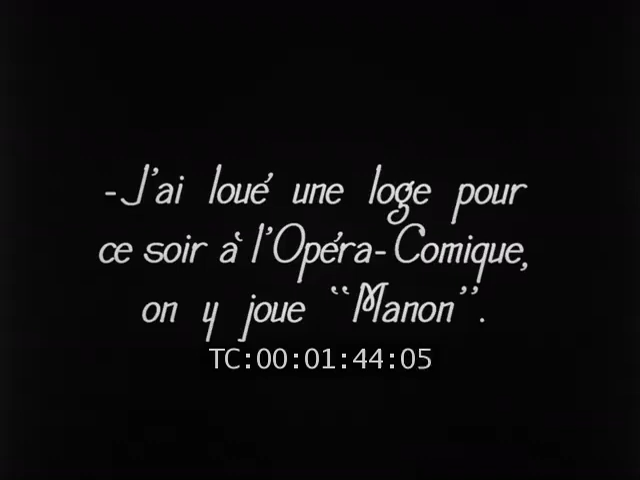 -J'ai loué une loge pour
ce soir à l'Opéra-Comique,
on y joue “Manon”.
TC:00:01:44:05